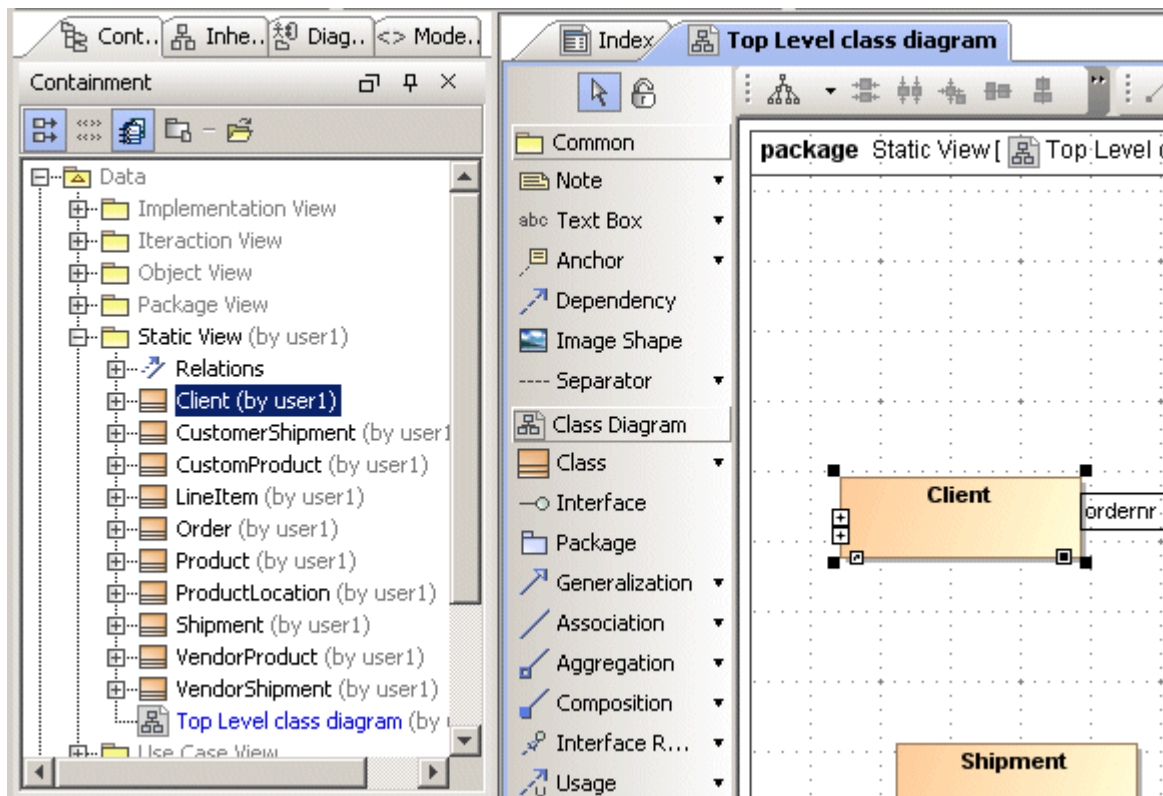 Cont..
Inhe..
Diag..
<> Mode..
Containment
Data
Implementation View
Iteraction View
Object View
Package View
Static View (by user1)
Relations
Client (by user1)
CustomerShipment (by user1
CustomProduct (by user1)
LineItem (by user1)
Order (by user1)
Product (by user1)
ProductLocation (by user1)
Shipment (by user1)
VendorProduct (by user1)
VendorShipment (by user1)
Top Level class diagram (by
Use Case View
Index
Top Level class diagram
Common
Note
abc Text Box
Anchor
Dependency
Image Shape
Separator
Class Diagram
Class
Interface
Package
Generalization
Association
Aggregation
Composition
Interface R...
Usage
package Static View [ Top Level
Client
ordernr
Shipment